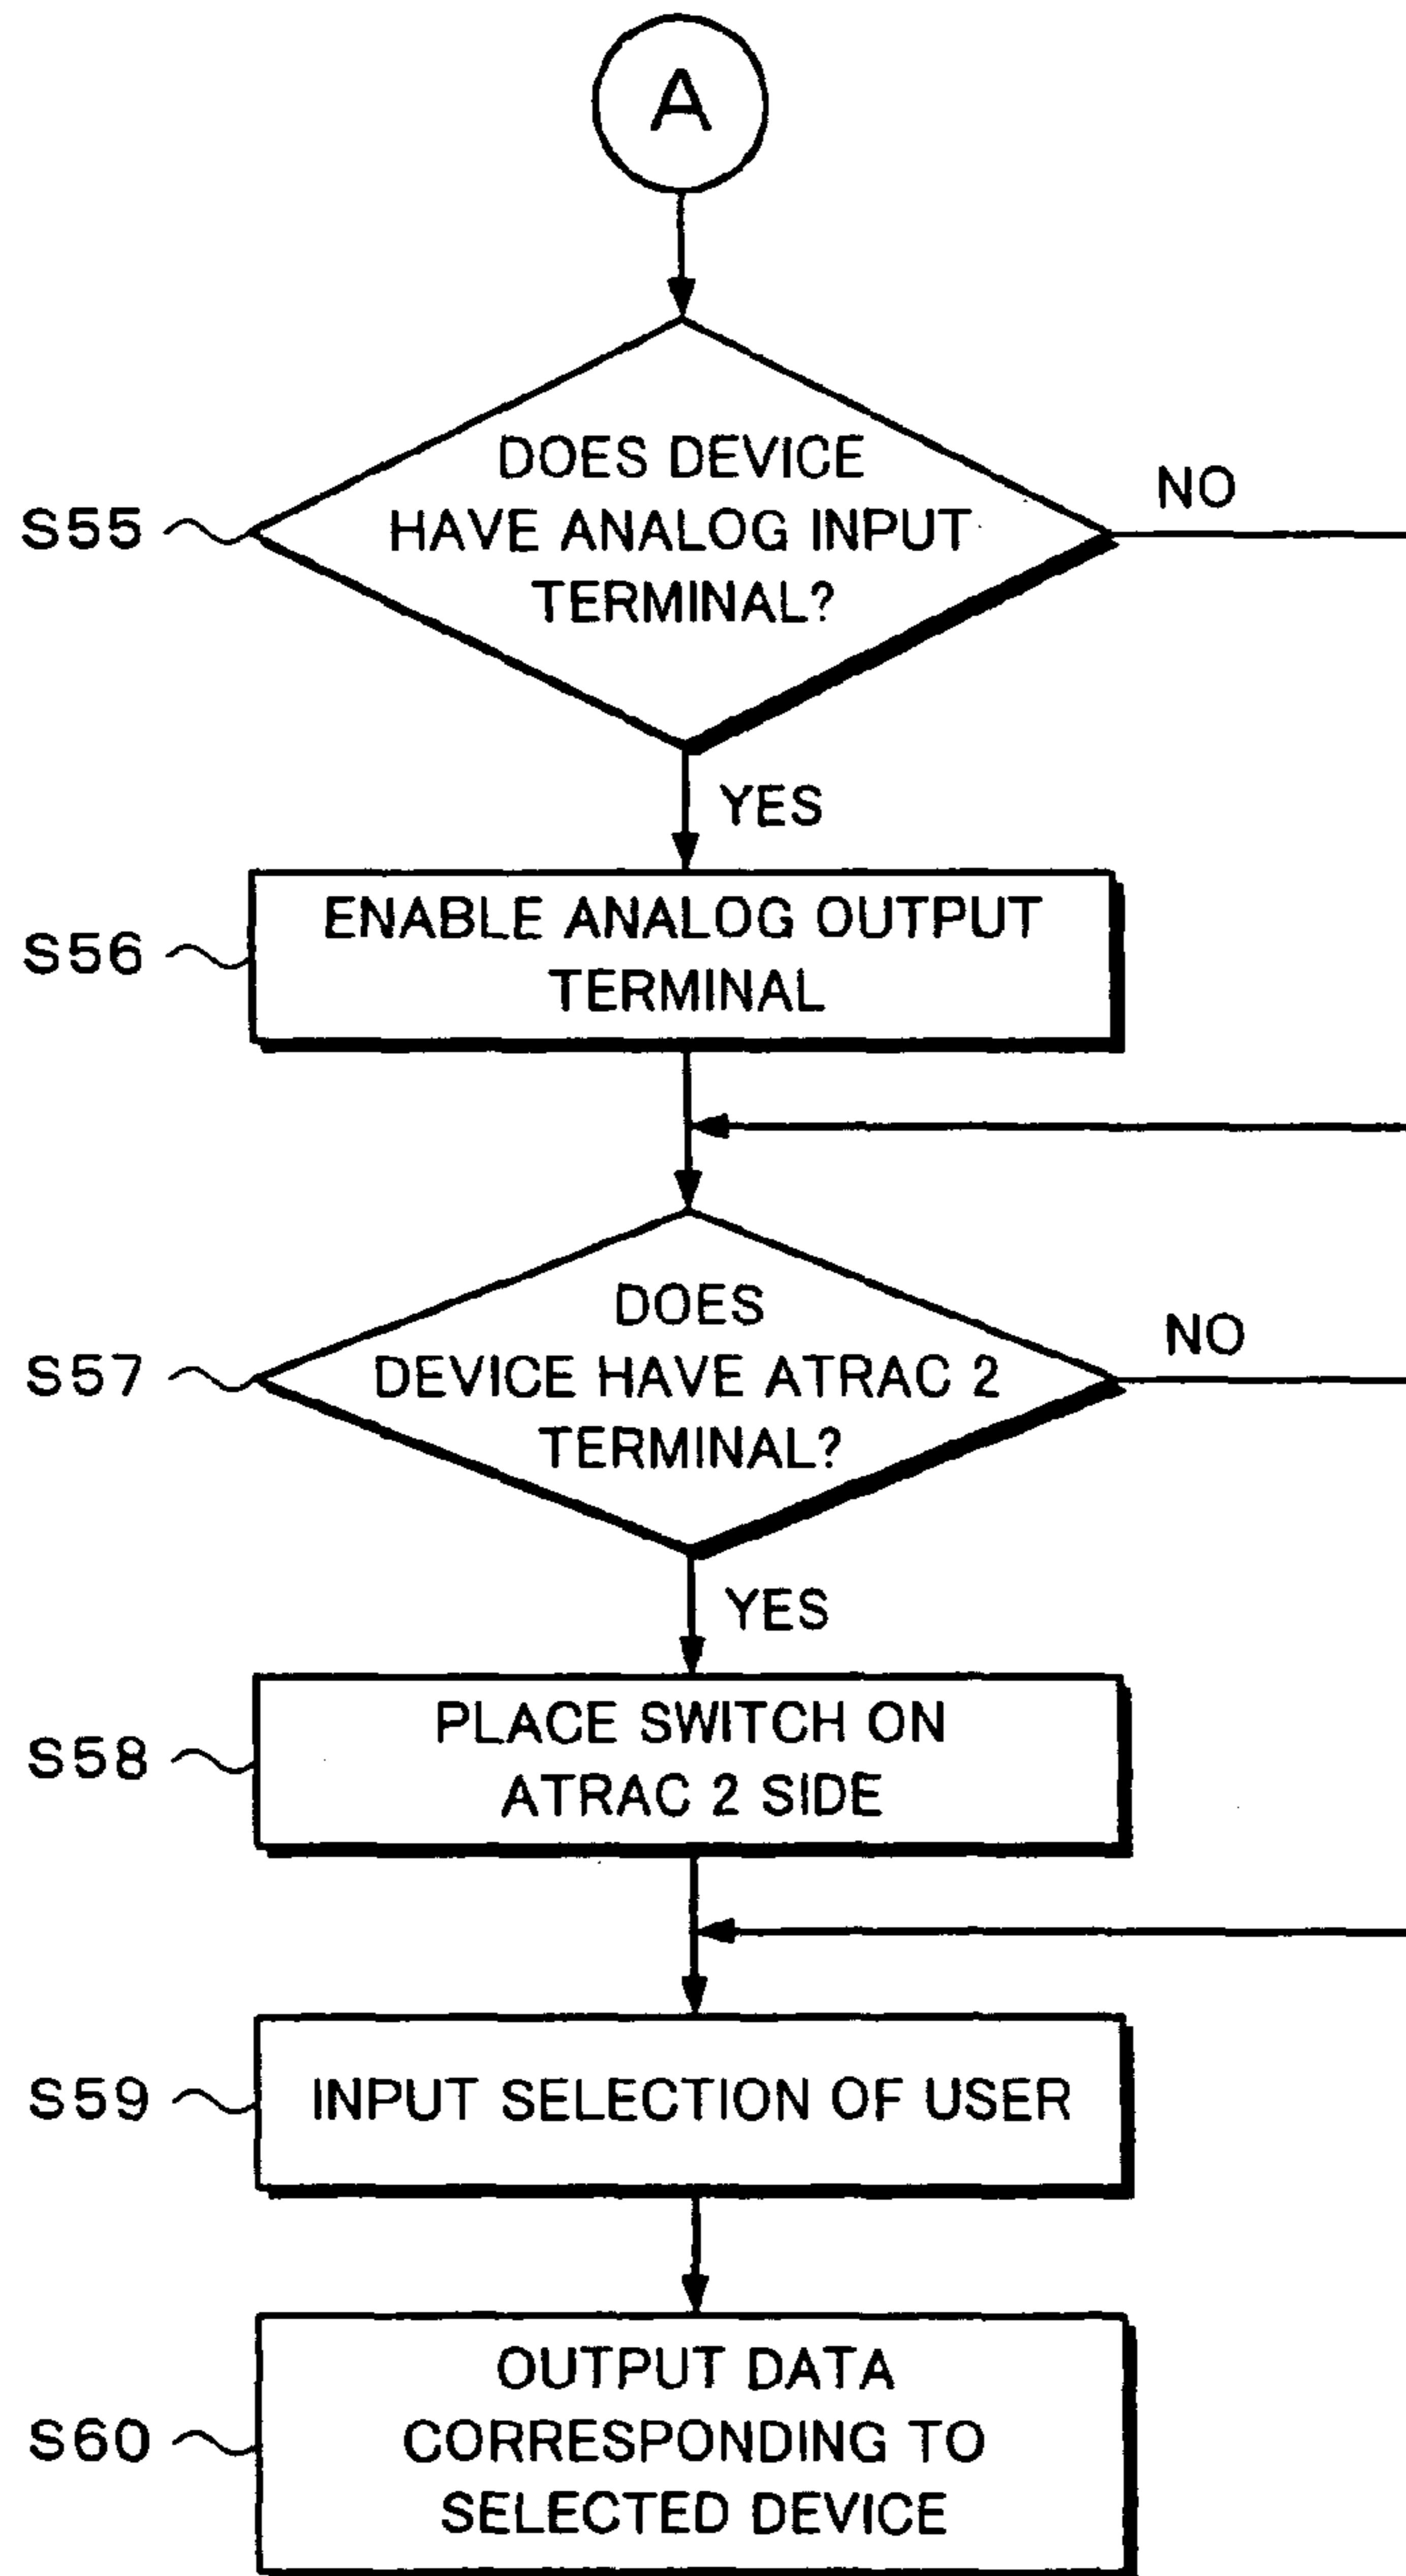 A
DOES DEVICE
HAVE ANALOG INPUT
TERMINAL?
S55
NO
YES
ENABLE ANALOG OUTPUT
TERMINAL
S56
DOES
DEVICE HAVE ATRAC 2
TERMINAL?
S57
NO
YES
PLACE SWITCH ON
ATRAC 2 SIDE
S58
S59
INPUT SELECTION OF USER
OUTPUT DATA
CORRESPONDING TO
SELECTED DEVICE
S60